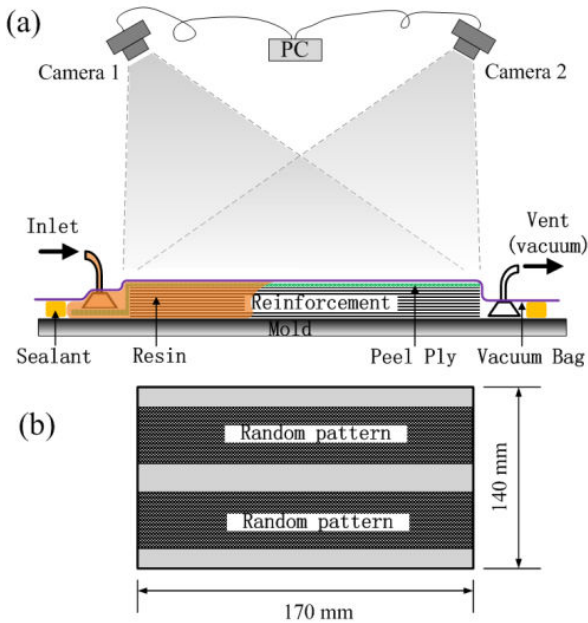 (a)
PC
Camera 1
Camera 2
Inlet
Vent
(vacuum)
Reinforcement
Mold
Sealant
Resin
Peel Ply
Vacuum Bag
(b)
Random pattern
Random pattern
140 mm
170 mm